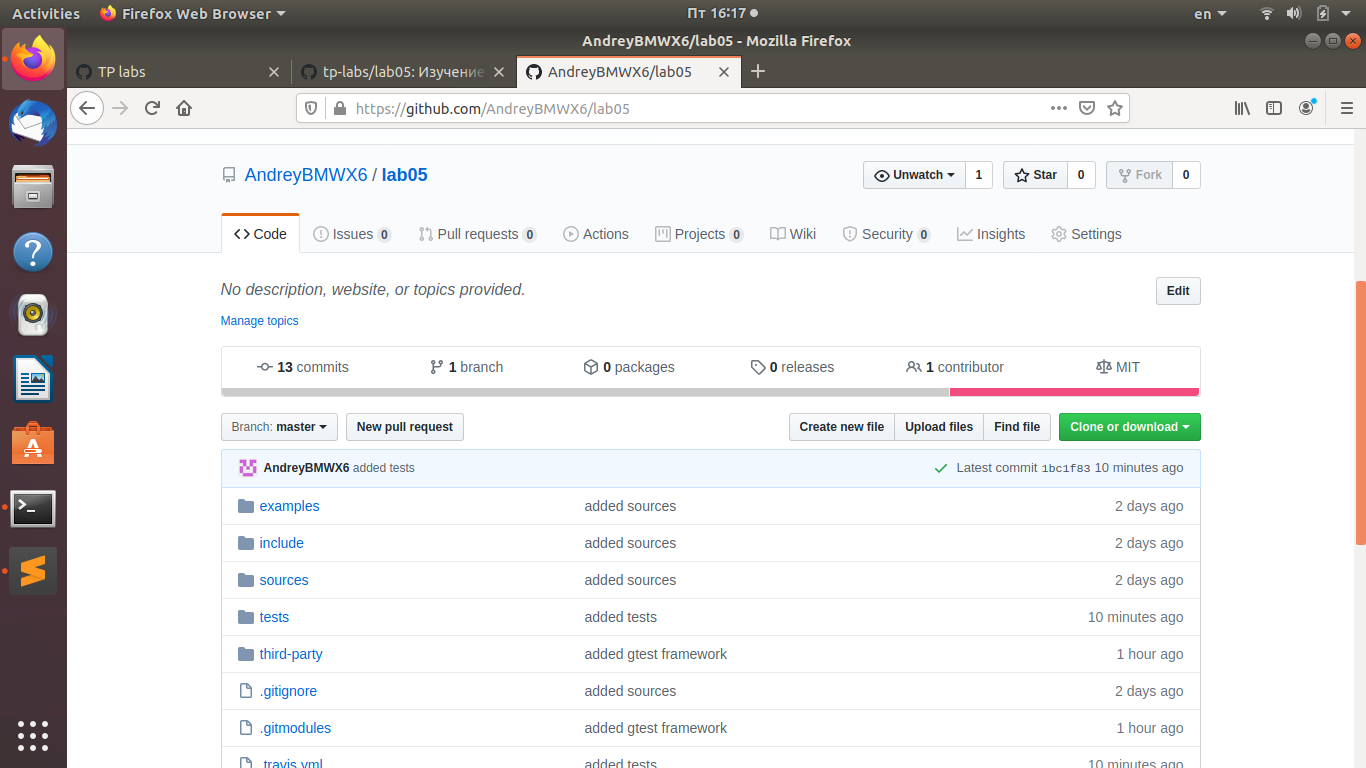 Activities Firefox Web Browser Пт 16:17 en
AndreyBMWX6/lab05 - Mozilla Firefox
TP labs tp-labs/lab05: Изучение AndreyBMWX6/lab05
https://github.com/AndreyBMWX6/lab05
AndreyBMWX6 / lab05 Unwatch 1 Star 0 Fork 0
Code Issues 0 Pull requests 0 Actions Projects 0 Wiki Security 0 Insights Settings
No description, website, or topics provided. Edit
Manage topics
13 commits 1 branch 0 packages 0 releases 1 contributor MIT
Branch: master New pull request Create new file Upload files Find file Clone or download
AndreyBMWX6 added tests Latest commit 1bc1f83 10 minutes ago
examples added sources 2 days ago
include added sources 2 days ago
sources added sources 2 days ago
tests added tests 10 minutes ago
third-party added gtest framework 1 hour ago
.gitignore added sources 2 days ago
.gitmodules added gtest framework 1 hour ago
.travis.yml added tests 10 minutes ago